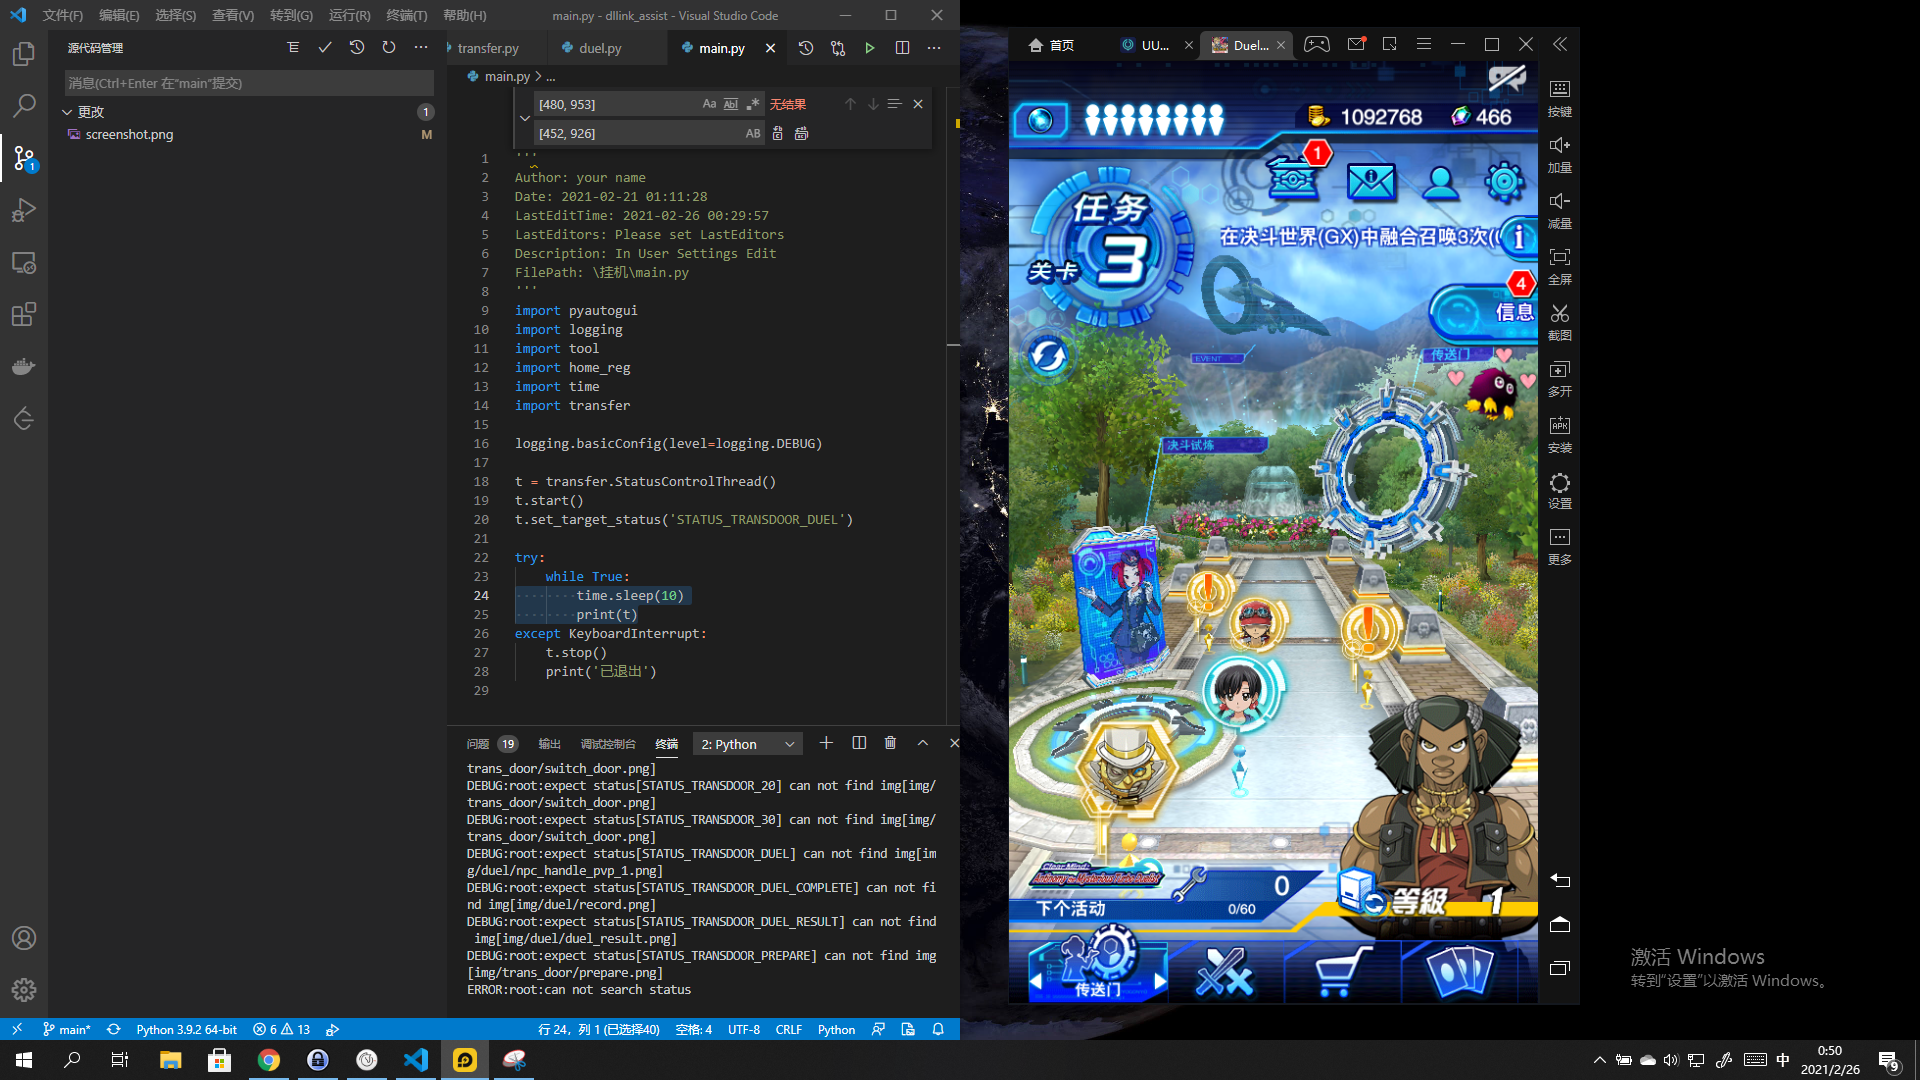 文件(F) 编辑(E) 选择(S) 查看(V) 转到(G) 运行(R) 终端(T) 帮助(H) main.py - dllink_assist - Visual Studio Code
源代码管理
消息(Ctrl+Enter 在"main"提交)
更改 1
screenshot.png M
1
transfer.py duel.py main.py
main.py > ...
[480, 953] Aa Abl .* 无结果
[452, 926] AB
1 '''
2 Author: your name
3 Date: 2021-02-21 01:11:28
4 LastEditTime: 2021-02-26 00:29:57
5 LastEditors: Please set LastEditors
6 Description: In User Settings Edit
7 FilePath: \挂机\main.py
8 '''
9 import pyautogui
10 import logging
11 import tool
12 import home_reg
13 import time
14 import transfer
15
16 logging.basicConfig(level=logging.DEBUG)
17
18 t = transfer.StatusControlThread()
19 t.start()
20 t.set_target_status('STATUS_TRANSDOOR_DUEL')
21
22 try:
23 while True:
24 time.sleep(10)
25 print(t)
26 except KeyboardInterrupt:
27 t.stop()
28 print('已退出')
29
问题 19 输出 调试控制台 终端 2: Python
trans_door/switch_door.png]
DEBUG:root:expect status[STATUS_TRANSDOOR_20] can not find img[img/
trans_door/switch_door.png]
DEBUG:root:expect status[STATUS_TRANSDOOR_30] can not find img[img/
trans_door/switch_door.png]
DEBUG:root:expect status[STATUS_TRANSDOOR_DUEL] can not find img[im
g/duel/npc_handle_pvp_1.png]
DEBUG:root:expect status[STATUS_TRANSDOOR_DUEL_COMPLETE] can not fi
nd img[img/duel/record.png]
DEBUG:root:expect status[STATUS_TRANSDOOR_DUEL_RESULT] can not find
img[img/duel/duel_result.png]
DEBUG:root:expect status[STATUS_TRANSDOOR_PREPARE] can not find img
[img/trans_door/prepare.png]
ERROR:root:can not search status
main* Python 3.9.2 64-bit 6 13 行 24，列 1 (已选择40) 空格: 4 UTF-8 CRLF Python
首页 UU... Duel...
1092768 466
1
任务
3
关卡
在决斗世界(GX)中融合召唤3次((
4
信息
EVENT
传送门
决斗试炼
下个活动
0
0/60
等級 1
传送门
按键
加量
减量
全屏
截图
多开
APK
安装
设置
更多
激活 Windows
转到"设置"以激活 Windows。
中
0:50
2021/2/26
9